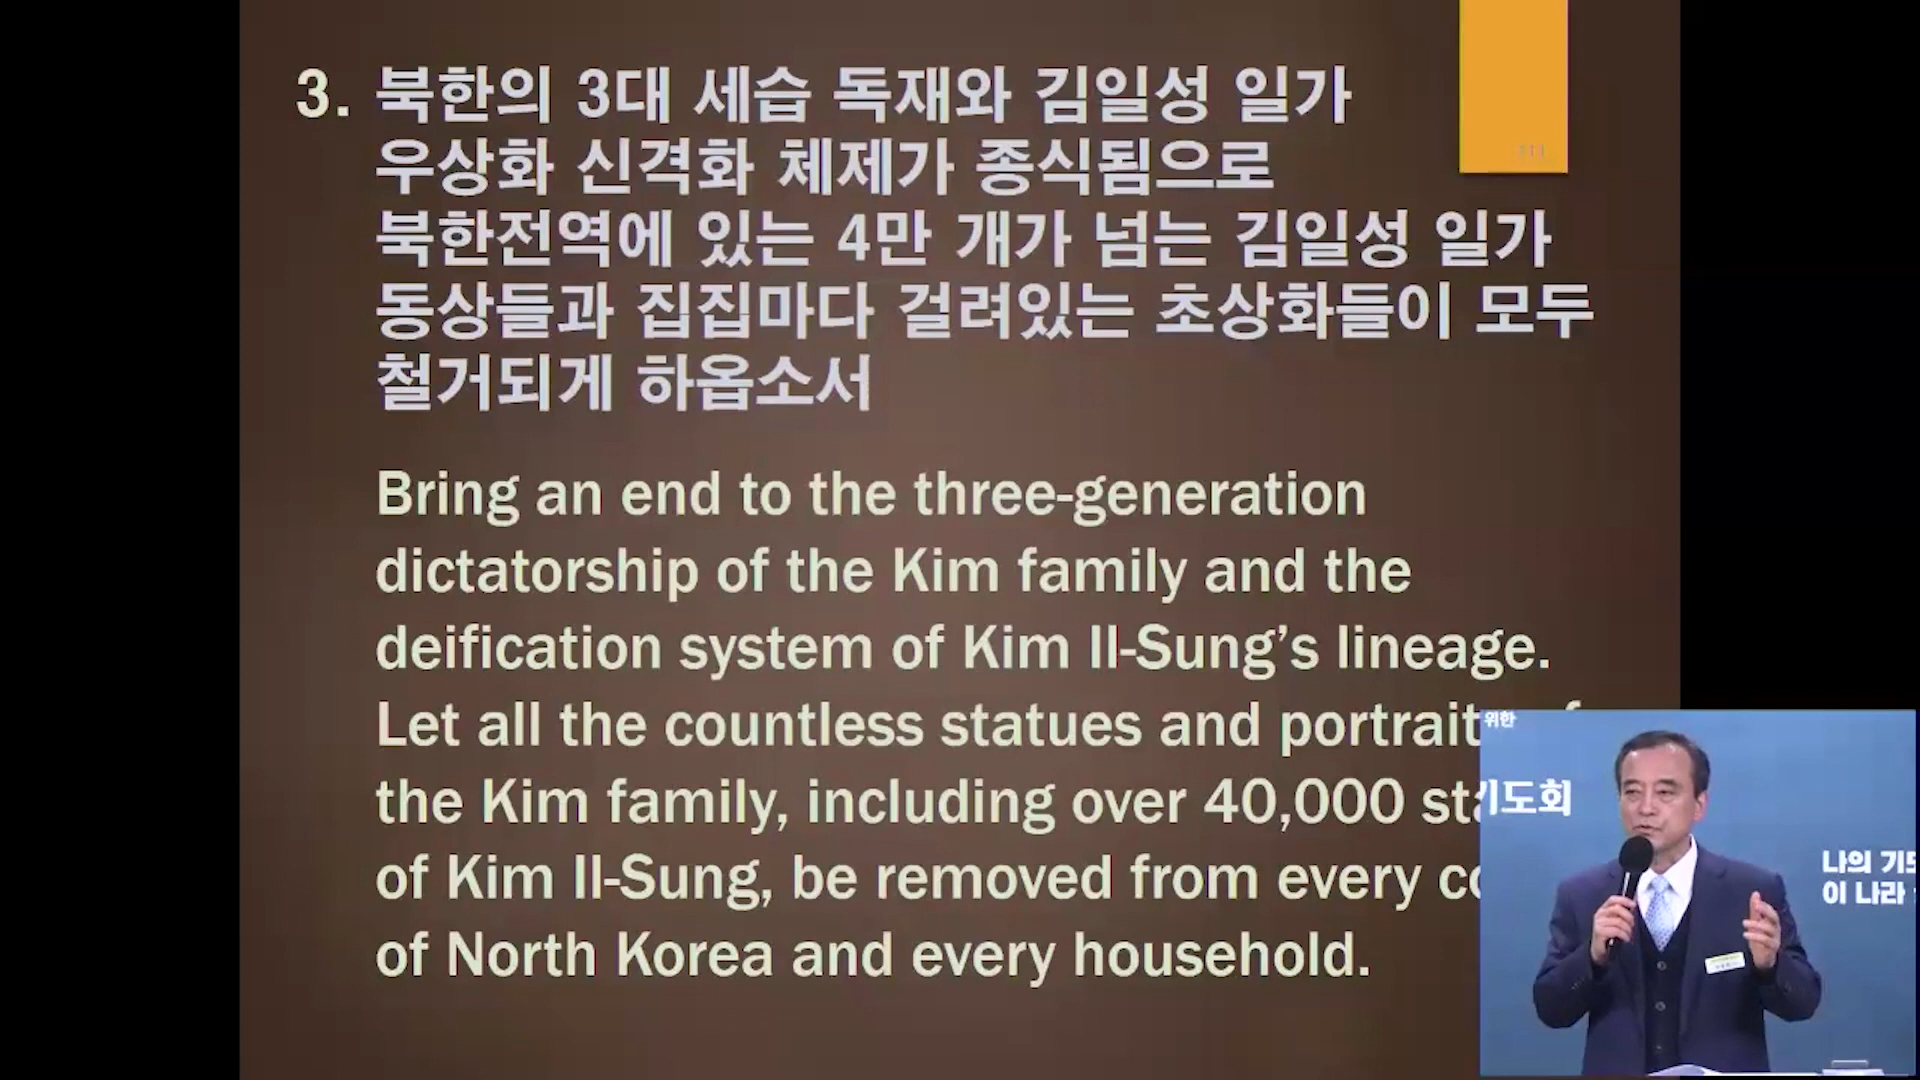 3. 북한의 3대 세습 독재와 김일성 일가
우상화 신격화 체제가 종식됨으로
북한전역에 있는 4만 개가 넘는 김일성 일가
동상들과 집집마다 걸려있는 초상화들이 모두
철거되게 하옵소서
Bring an end to the three-generation
dictatorship of the Kim family and the
deification system of Kim Il-Sung’s lineage.
Let all the countless statues and
the Kim family, including over 40,000
of Kim Il-Sung, be removed from every
of North Korea and every household.
위한
기도회
나의
이 나라